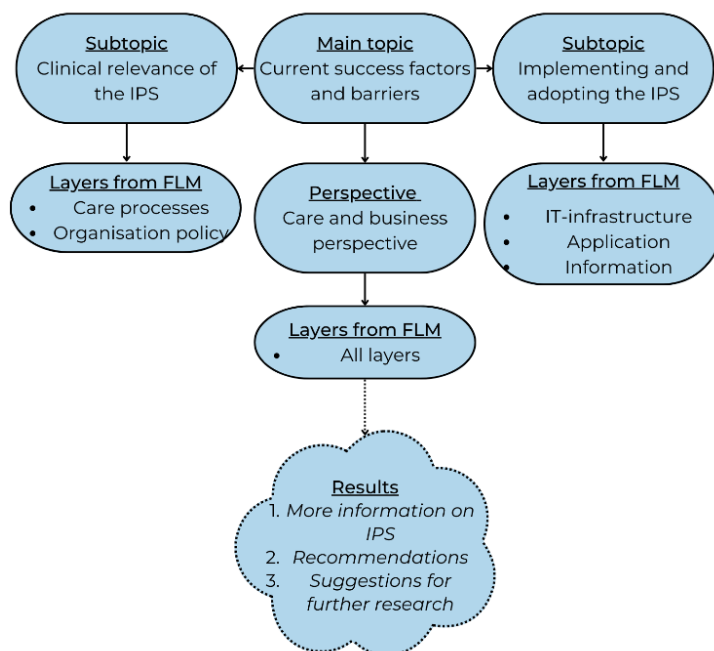 Subtopic
Clinical relevance of
the IPS
Main topic
Current success factors
and barriers
Subtopic
Implementing and
adopting the IPS
Layers from FLM
• Care processes
• Organisation policy
Perspective
Care and business
perspective
Layers from FLM
• IT-infrastructure
• Application
• Information
Layers from FLM
• All layers
Results
1. More information on
IPS
2. Recommendations
3. Suggestions for
further research